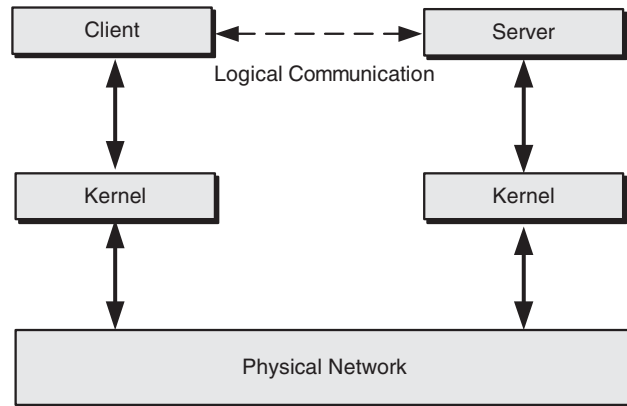 Client
Server
Logical Communication
Kernel
Kernel
Physical Network